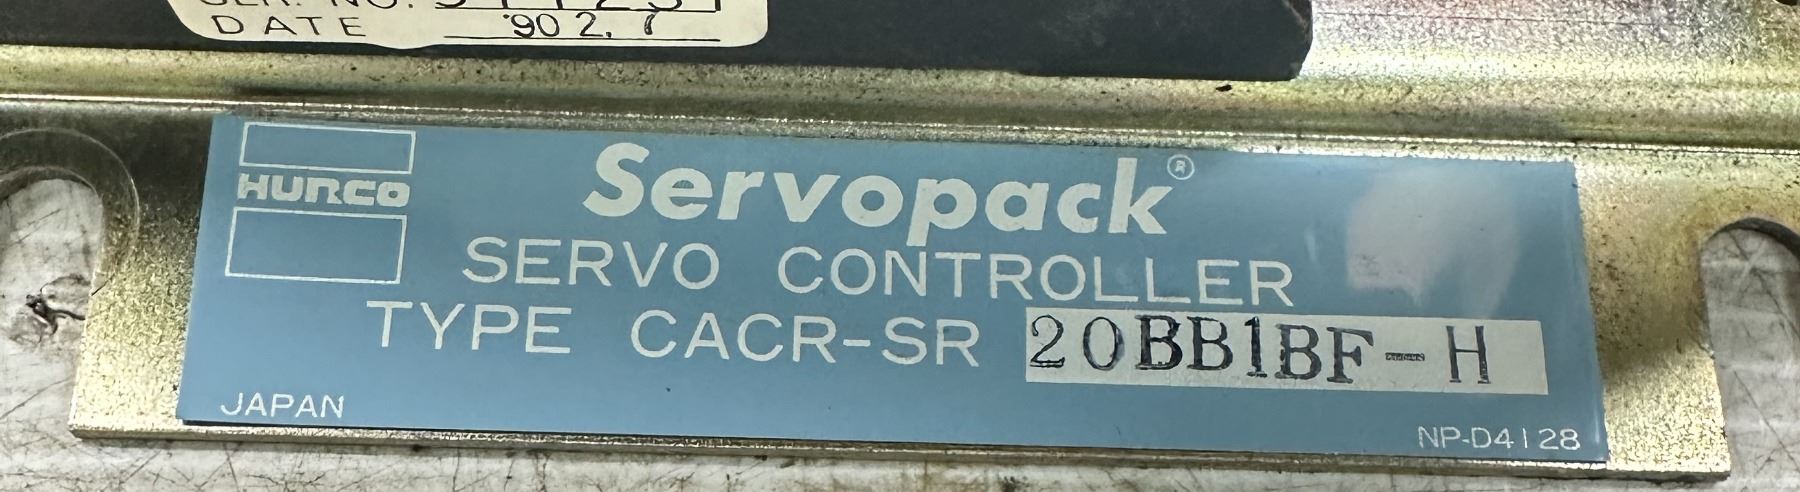 DATE '90 2. 7
HURCO
Servopack®
SERVO CONTROLLER
TYPE CACR-SR 20BB1BF-H
JAPAN
NP-D4128